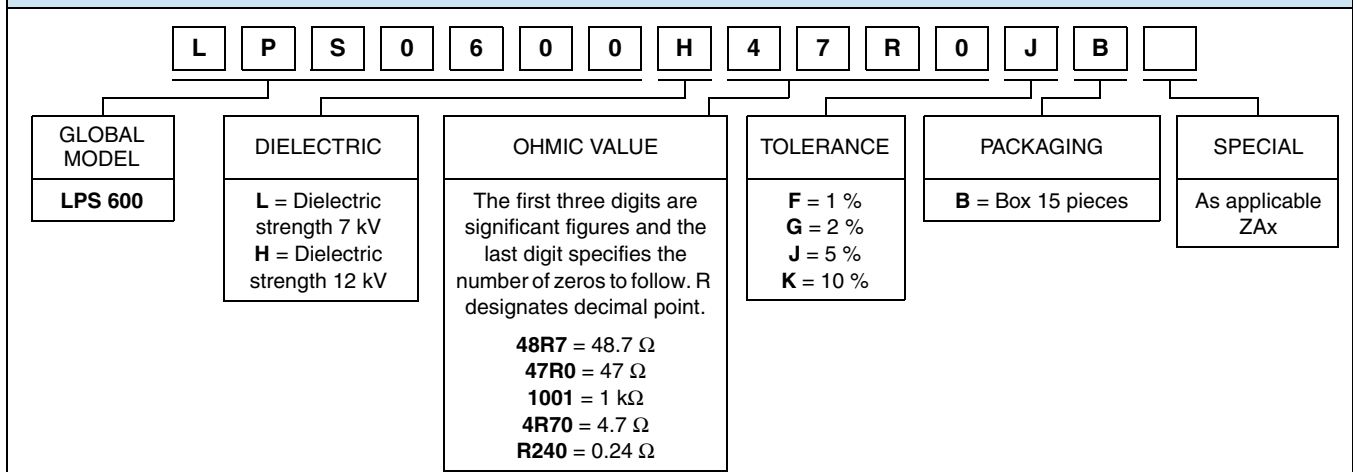 L P S 0 6 0 0 H 4 7 R 0 J B
GLOBAL
MODEL
LPS 600
DIELECTRIC
L = Dielectric
strength 7 kV
H = Dielectric
strength 12 kV
OHMIC VALUE
The first three digits are
significant figures and the
last digit specifies the
number of zeros to follow. R
designates decimal point.
48R7 = 48.7 Ω
47R0 = 47 Ω
1001 = 1 kΩ
4R70 = 4.7 Ω
R240 = 0.24 Ω
TOLERANCE
F = 1 %
G = 2 %
J = 5 %
K = 10 %
PACKAGING
B = Box 15 pieces
SPECIAL
As applicable
ZAx